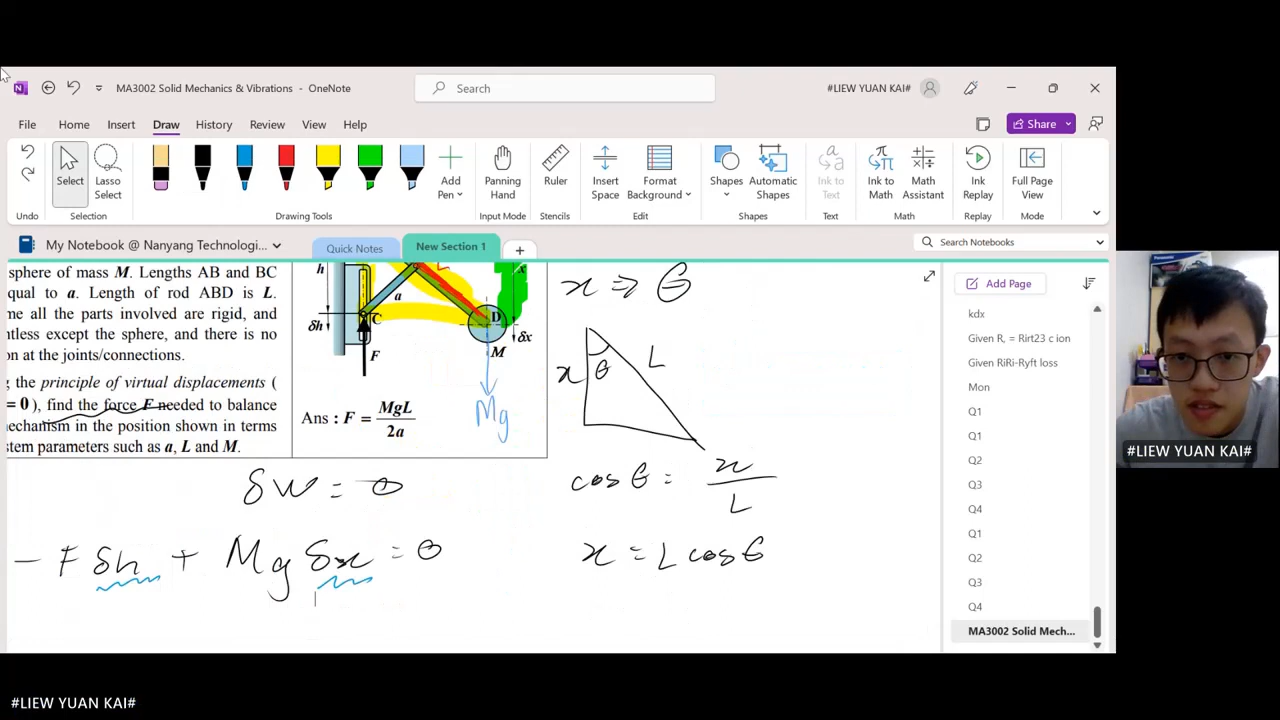 MA3002 Solid Mechanics & Vibrations - OneNote
Search
#LIEW YUAN KAI#
File Home Insert Draw History Review View Help
Share
Undo
Select
Lasso Select
Selection
Drawing Tools
Add Pen
Panning Hand
Input Mode
Ruler
Stencils
Insert Space
Format Background
Edit
Shapes
Automatic Shapes
Shapes
Ink to Text
Text
Ink to Math
Math Assistant
Math
Ink Replay
Replay
Full Page View
Mode
My Notebook @ Nanyang Technologi...
Quick Notes
New Section 1
Search Notebooks
sphere of mass M. Lengths AB and BC
equal to a. Length of rod ABD is L.
me all the parts involved are rigid, and
ntless except the sphere, and there is no
on at the joints/connections.
g the principle of virtual displacements (
= 0 ), find the force F needed to balance
echanism in the position shown in terms
stem parameters such as a, L and M.
h
L
x
a
C
D
δh
δx
F
M
Mg
Ans : F = MgL / 2a
x ⇒ θ
x θ L
cos θ = x / L
x = L cos θ
δW = 0
- F δh + Mg δx = 0
Add Page
kdx
Given R, = Rirt23 c ion
Given RiRi-Ryft loss
Mon
Q1
Q1
Q2
Q3
Q4
Q1
Q2
Q3
Q4
MA3002 Solid Mech...
#LIEW YUAN KAI#
#LIEW YUAN KAI#